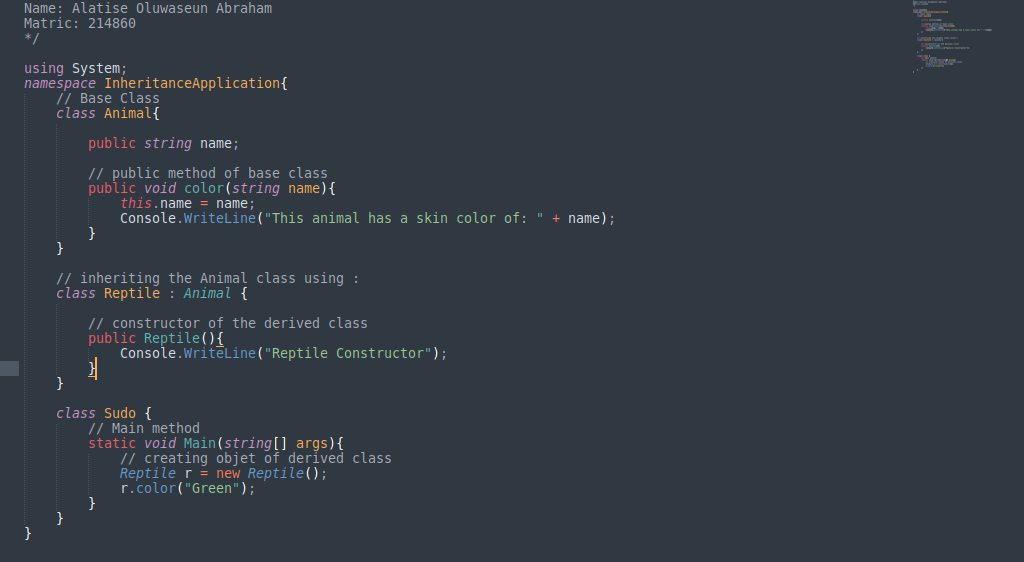 Name: Alatise Oluwaseun Abraham
Matric: 214860
*/
using System;
namespace InheritanceApplication{
// Base Class
class Animal{
public string name;
// public method of base class
public void color(string name){
this.name = name;
Console.WriteLine("This animal has a skin color of: " + name);
}
}
// inheriting the Animal class using :
class Reptile : Animal {
// constructor of the derived class
public Reptile(){
Console.WriteLine("Reptile Constructor");
}
}
class Sudo {
// Main method
static void Main(string[] args){
// creating objet of derived class
Reptile r = new Reptile();
r.color("Green");
}
}
}